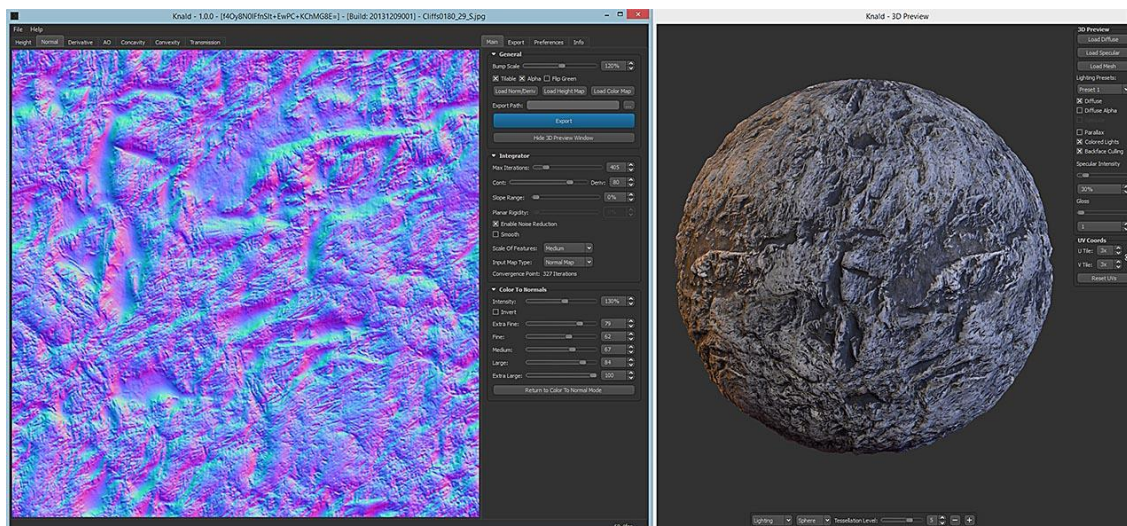 Knald - 1.0.0 - [f4Oy8N0lFfnSlt+EwPC+KChMG8E=] - [Build: 20131209001] - Cliffs0180_29_S.jpg
File Help
Height Normal Derivative AO Concavity Convexity Transmission
Main Export Preferences Info
General
Bump Scale 120%
Tilable Alpha Flip Green
Load Norm/Deriv Load Height Map Load Color Map
Export Path: ...
Export
Hide 3D Preview Window
Integrator
Max Iterations: 405
Cont: Derv: 80
Slope Range: 0%
Planar Rigidity:
Enable Noise Reduction
Smooth
Scale Of Features: Medium
Input Map Type: Normal Map
Convergence Point: 327 Iterations
Color To Normals
Intensity: 130%
Invert
Extra Fine: 79
Fine: 62
Medium: 67
Large: 84
Extra Large: 100
Return to Color To Normal Mode
Knald - 3D Preview
3D Preview
Load Diffuse
Load Specular
Load Mesh
Lighting Presets:
Preset 1
Diffuse
Diffuse Alpha
Parallax
Colored Lights
Backface Culling
Specular Intensity
30%
Gloss
1
UV Coords
U Tile: 3x
V Tile: 3x
Reset UVs
Lighting Sphere Tessellation Level: 5